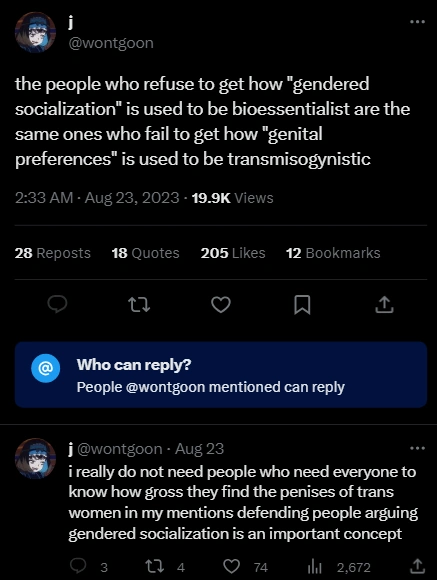 j
@wontgoon
the people who refuse to get how "gendered
socialization" is used to be bioessentialist are the
same ones who fail to get how "genital
preferences" is used to be transmisogynistic
2:33 AM · Aug 23, 2023 · 19.9K Views
28 Reposts 18 Quotes 205 Likes 12 Bookmarks
@
Who can reply?
People @wontgoon mentioned can reply
j @wontgoon · Aug 23
i really do not need people who need everyone to
know how gross they find the penises of trans
women in my mentions defending people arguing
gendered socialization is an important concept
3 4 74 2,672